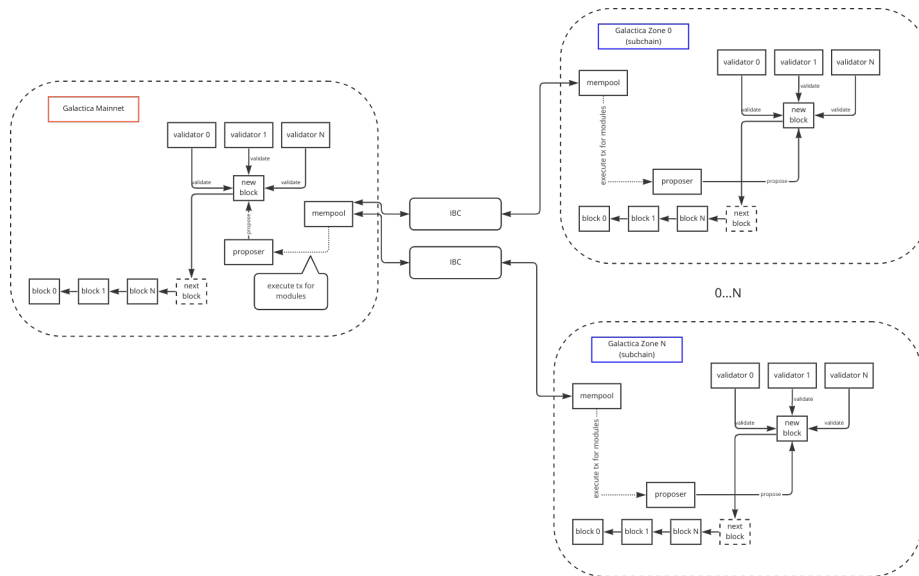 Galactica Mainnet
validator 0
validator 1
validator N
validate
validate
validate
new
block
propose
mempool
proposer
execute tx for
modules
block 0
block 1
block N
next
block
IBC
IBC
Galactica Zone 0
(subchain)
validator 0
validator 1
validator N
mempool
validate
validate
validate
new
block
execute tx for modules
proposer
propose
block 0
block 1
block N
next
block
0...N
Galactica Zone N
(subchain)
validator 0
validator 1
validator N
mempool
validate
validate
validate
new
block
execute tx for modules
proposer
propose
block 0
block 1
block N
next
block